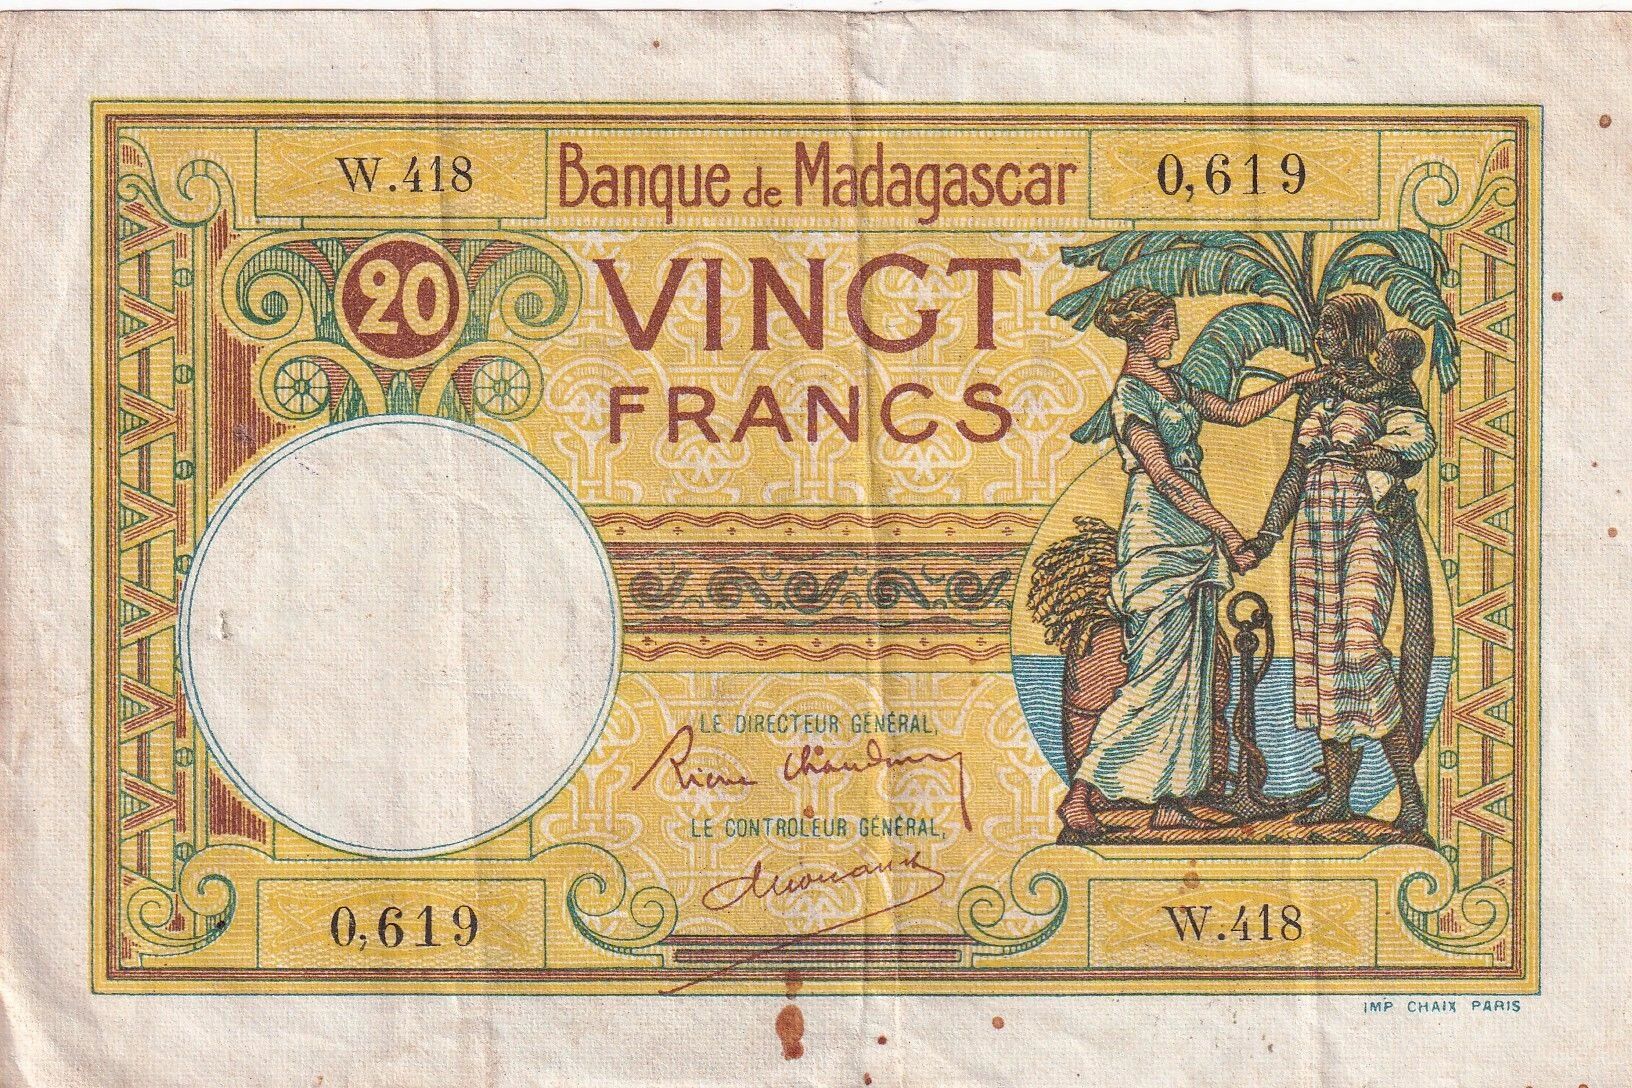 W.418
Banque de Madagascar
0,619
20
VINGT
FRANCS
LE DIRECTEUR GÉNÉRAL,
LE CONTROLEUR GÉNÉRAL,
0,619
W.418
IMP CHAIX PARIS